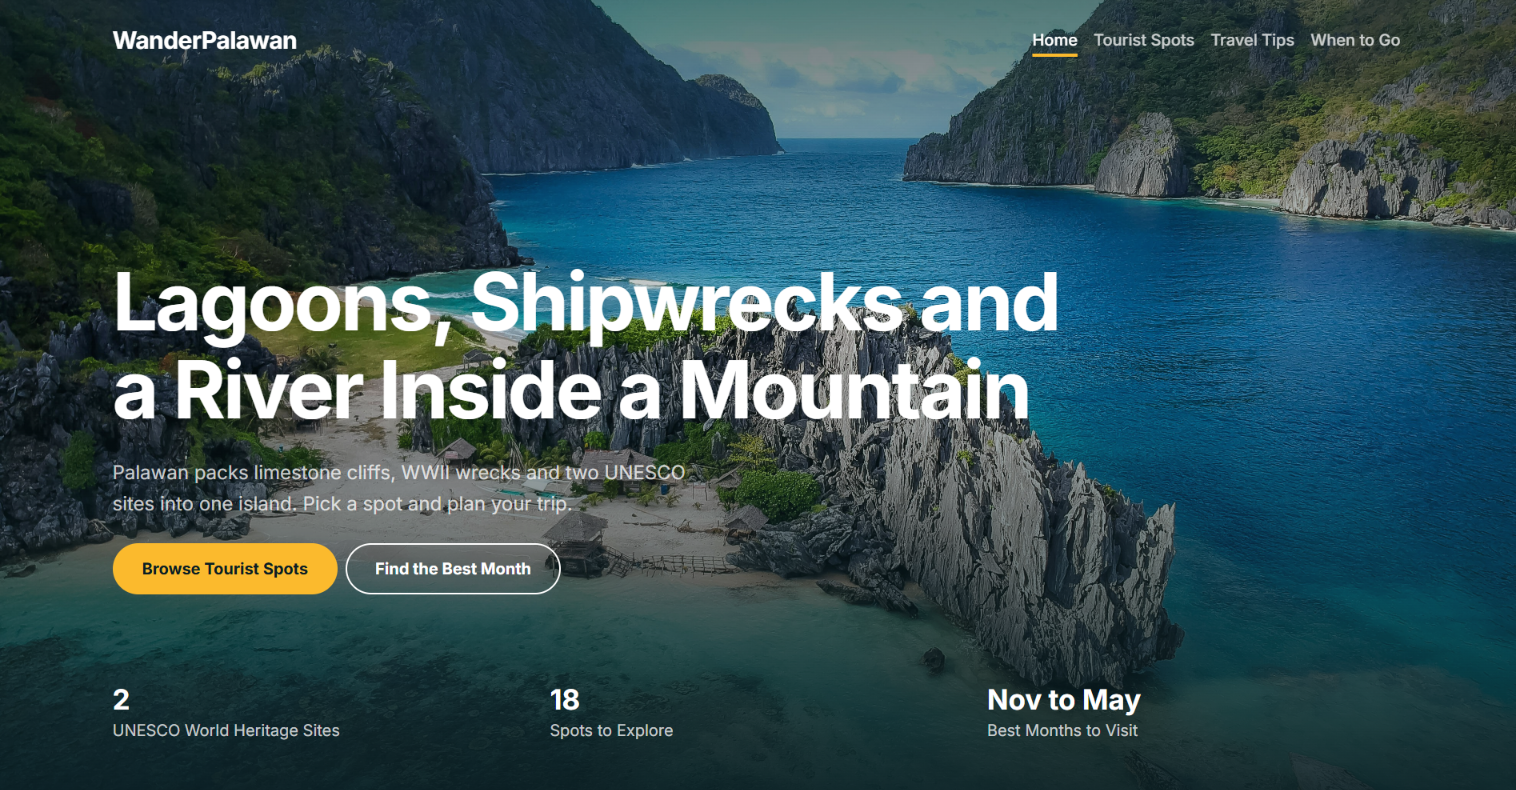 WanderPalawan
Home
Tourist Spots
Travel Tips
When to Go
Lagoons, Shipwrecks and
a River Inside a Mountain
Palawan packs limestone cliffs, WWII wrecks and two UNESCO
sites into one island. Pick a spot and plan your trip.
Browse Tourist Spots
Find the Best Month
2
UNESCO World Heritage Sites
18
Spots to Explore
Nov to May
Best Months to Visit